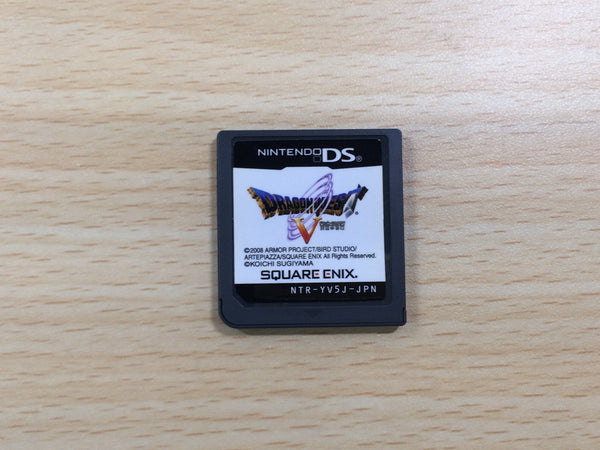 NINTENDO DS®
DRAGON QUEST
V
©2008 ARMOR PROJECT/BIRD STUDIO/
ARTEPIAZZA/SQUARE ENIX All Rights Reserved.
©KOICHI SUGIYAMA
SQUARE ENIX.
NTR-YV5J-JPN